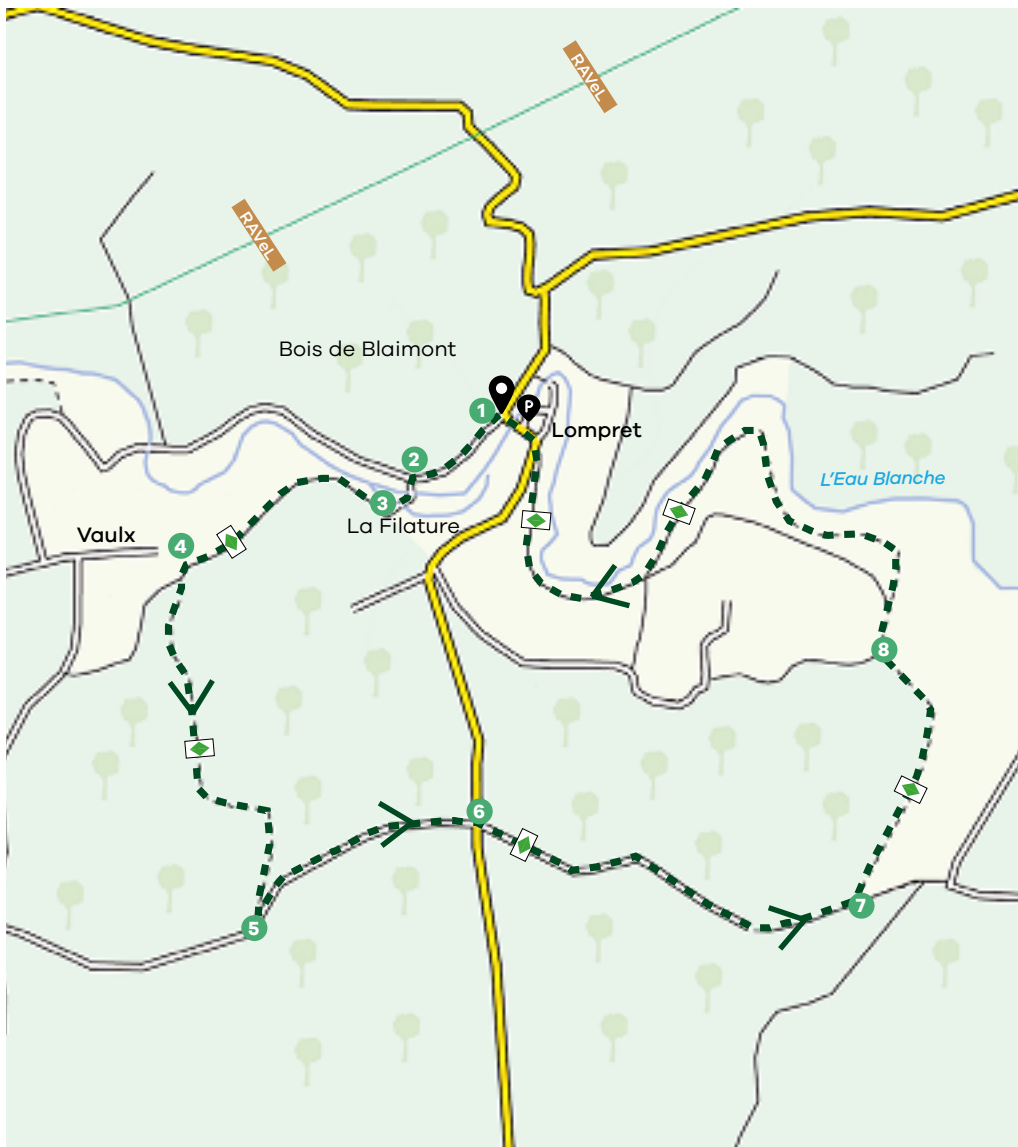 RAVeL
RAVeL
Bois de Blaimont
1
P
Lompret
2
L'Eau Blanche
3
La Filature
Vaulx
4
8
6
7
5